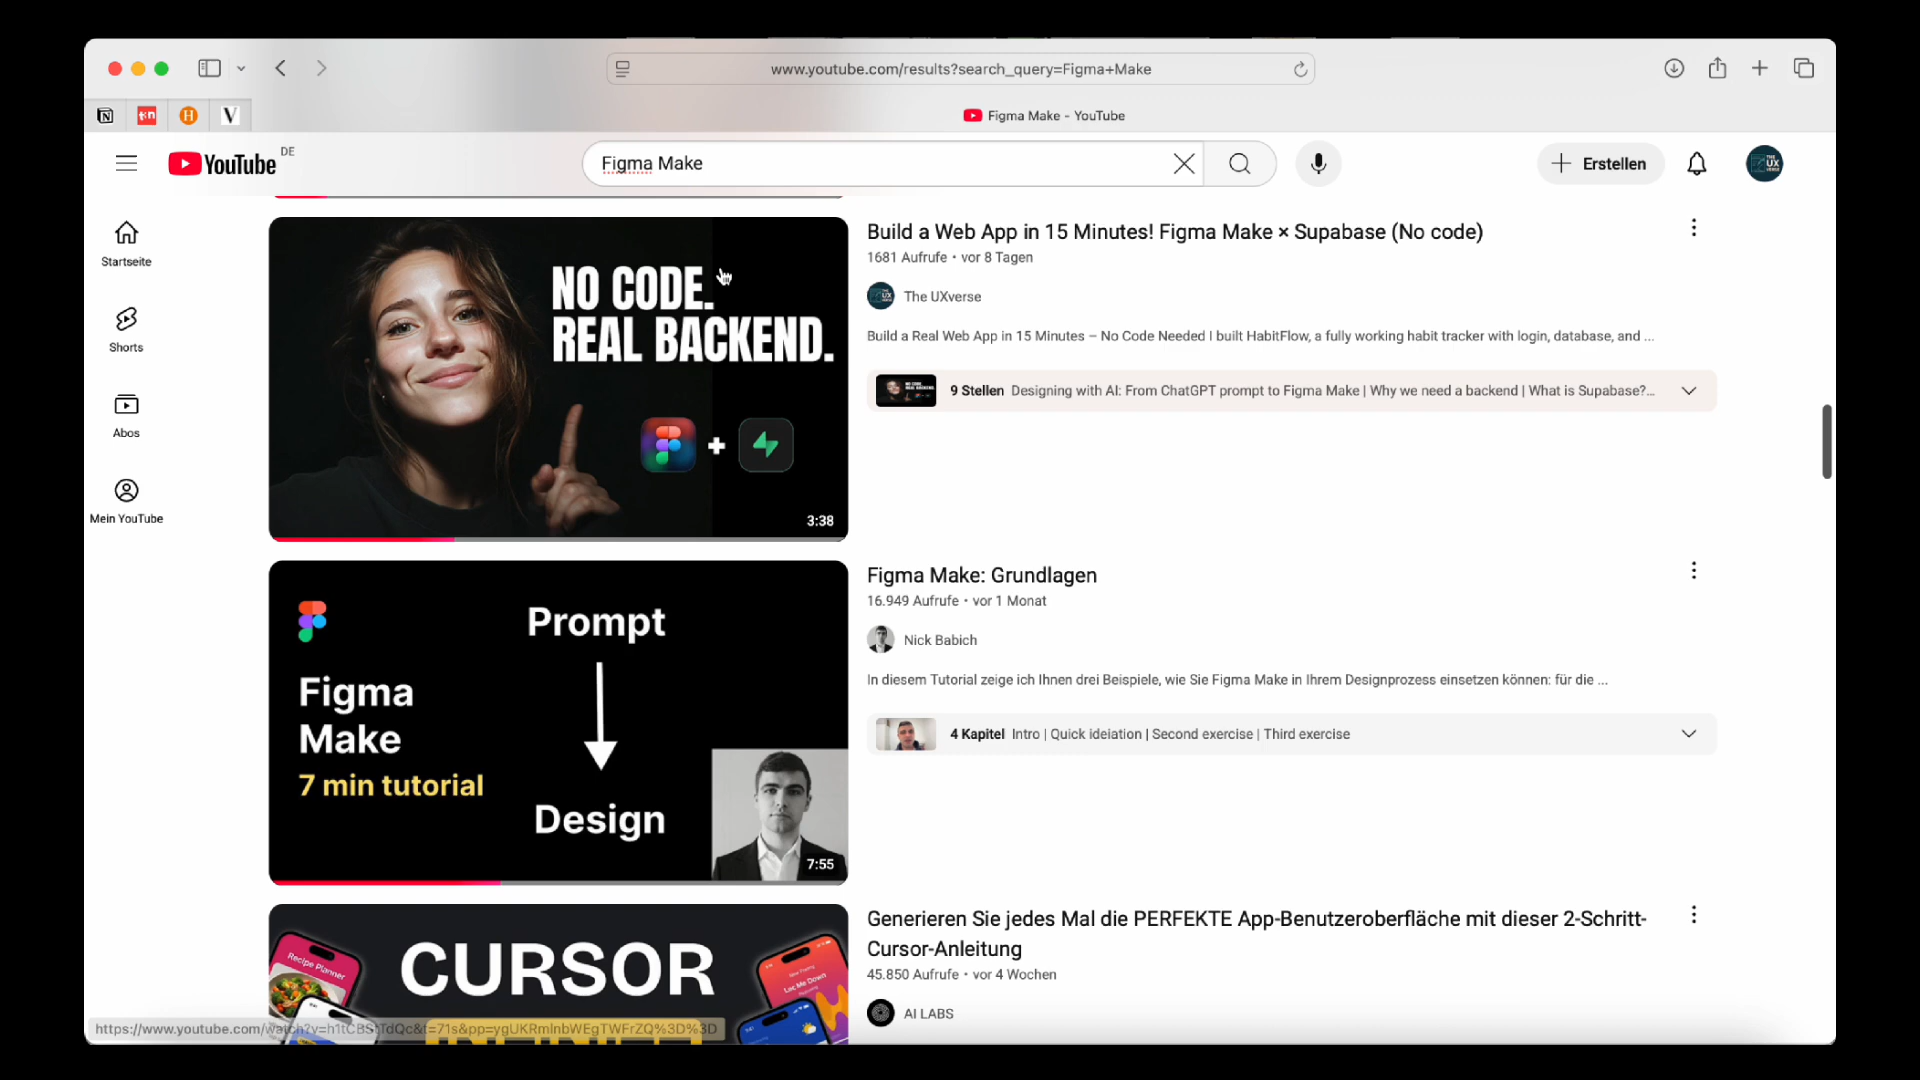 www.youtube.com/results?search_query=Figma+Make
Figma Make - YouTube
YouTube DE
Figma Make
Erstellen
Startseite
Shorts
Abos
Mein YouTube
NO CODE.
REAL BACKEND.
3:38
Build a Web App in 15 Minutes! Figma Make × Supabase (No code)
1681 Aufrufe • vor 8 Tagen
The UXverse
Build a Real Web App in 15 Minutes – No Code Needed I built HabitFlow, a fully working habit tracker with login, database, and ...
9 Stellen Designing with AI: From ChatGPT prompt to Figma Make | Why we need a backend | What is Supabase?...
Prompt
Figma
Make
7 min tutorial
Design
7:55
Figma Make: Grundlagen
16.949 Aufrufe • vor 1 Monat
Nick Babich
In diesem Tutorial zeige ich Ihnen drei Beispiele, wie Sie Figma Make in Ihrem Designprozess einsetzen können: für die ...
4 Kapitel Intro | Quick ideiation | Second exercise | Third exercise
CURSOR
Recipe Planner
Generieren Sie jedes Mal die PERFEKTE App-Benutzeroberfläche mit dieser 2-Schritt-
Cursor-Anleitung
45.850 Aufrufe • vor 4 Wochen
AI LABS